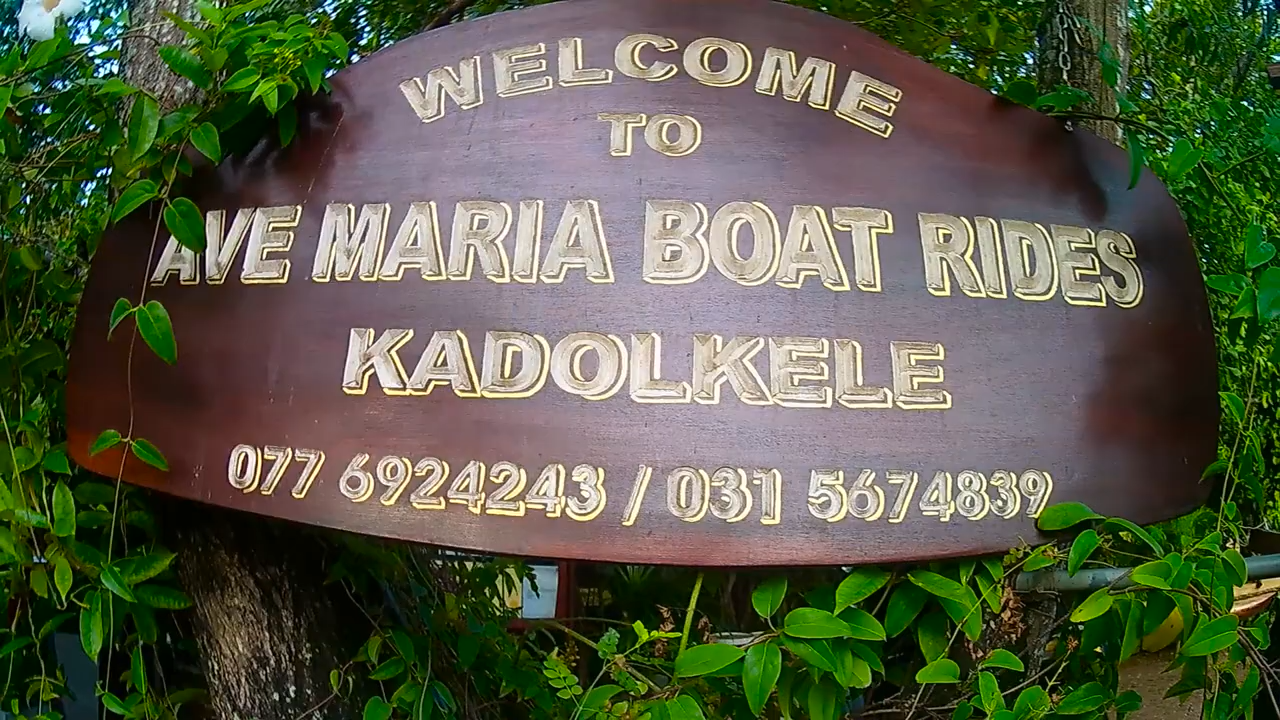 WELCOME
TO
AVE MARIA BOAT RIDES
KADOLKELE
077 6924243 / 031 5674839